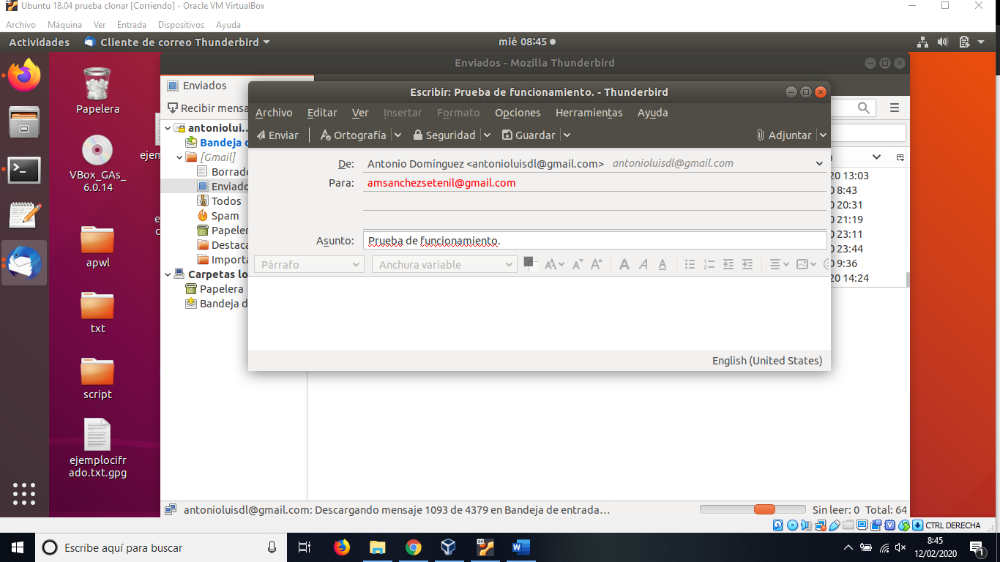 Ubuntu 18.04 prueba clonar [Corriendo] - Oracle VM VirtualBox
Archivo Máquina Ver Entrada Dispositivos Ayuda
Actividades Cliente de correo Thunderbird mié 08:45
Enviados - Mozilla Thunderbird
Enviados
Recibir mensa
Escribir: Prueba de funcionamiento. - Thunderbird
Archivo Editar Ver Insertar Formato Opciones Herramientas Ayuda
Enviar Ortografía Seguridad Guardar Adjuntar
De: Antonio Domínguez <antonioluisdl@gmail.com> antonioluisdl@gmail.com
Para: amsanchezsetenil@gmail.com
Asunto: Prueba de funcionamiento.
Párrafo Anchura variable
English (United States)
antoniolui...
Bandeja
[Gmail]
Borrado
Enviado
Todos
Spam
Papeler
Destaca
Importa
Carpetas lo
Papelera
Bandeja d
20 13:03
0 8:43
0 20:31
0 21:19
0 23:11
0 23:44
0 9:36
20 14:24
Papelera
VBox_GAs_
6.0.14
ejem
apwl
txt
script
ejemplocifr
ado.txt.gpg
antonioluisdl@gmail.com: Descargando mensaje 1093 de 4379 en Bandeja de entrada… Sin leer: 0 Total: 64
CTRL DERECHA
Escribe aquí para buscar
8:45
12/02/2020
1